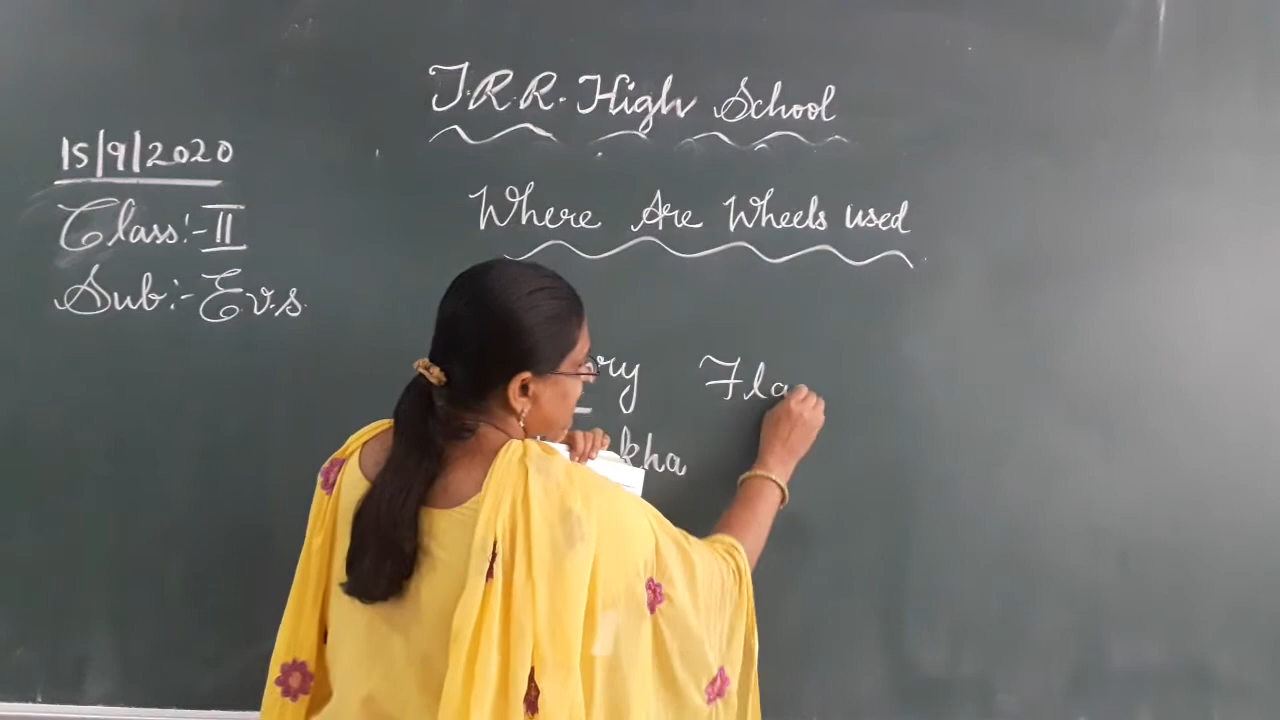 J.R.R. High School
15/9/2020
Where Are Wheels used
Class:- II
Sub:- E.v.s.